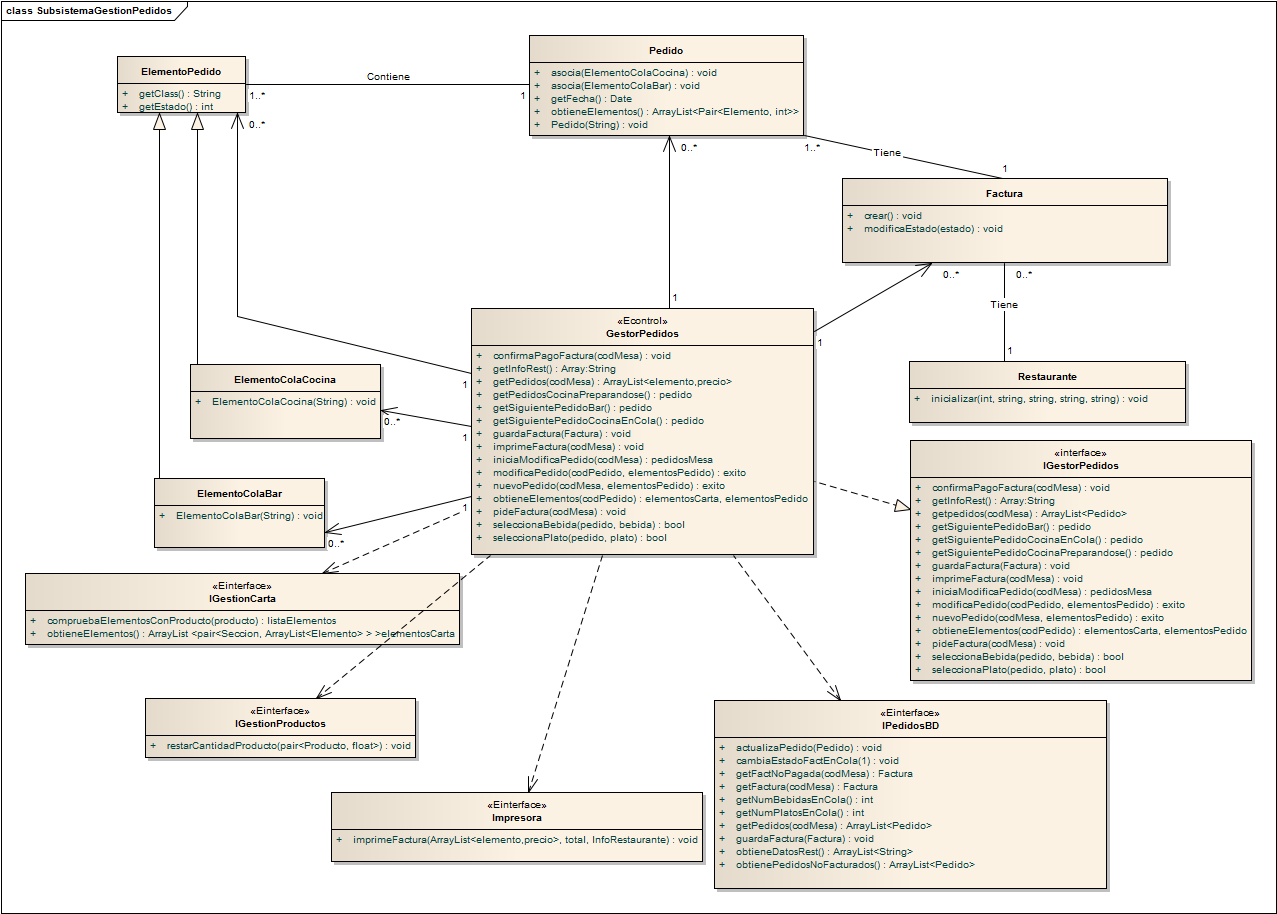 class SubsistemaGestionPedidos
ElementoPedido
+ getClass() : String
+ getEstado() : int
Contiene
1..*
1
0..*
Pedido
+ asocia(ElementoColaCocina) : void
+ asocia(ElementoColaBar) : void
+ getFecha() : Date
+ obtieneElementos() : ArrayList<Pair<Elemento, int>>
+ Pedido(String) : void
0..*
1..*
Tiene
1
Factura
+ crear() : void
+ modificaEstado(estado) : void
0..*
0..*
Tiene
1
1
1
Restaurante
+ inicializar(int, string, string, string, string) : void
«Econtrol»
GestorPedidos
+ confirmaPagoFactura(codMesa) : void
+ getInfoRest() : Array:String
+ getPedidos(codMesa) : ArrayList<elemento,precio>
+ getPedidosCocinaPreparandose() : pedido
+ getSiguientePedidoBar() : pedido
+ getSiguientePedidoCocinaEnCola() : pedido
+ guardaFactura(Factura) : void
+ imprimeFactura(codMesa) : void
+ iniciaModificaPedido(codMesa) : pedidosMesa
+ modificaPedido(codPedido, elementosPedido) : exito
+ nuevoPedido(codMesa, elementosPedido) : exito
+ obtieneElementos(codPedido) : elementosCarta, elementosPedido
+ pideFactura(codMesa) : void
+ seleccionaBebida(pedido, bebida) : bool
+ seleccionaPlato(pedido, plato) : bool
1
ElementoColaCocina
+ ElementoColaCocina(String) : void
0..*
1
ElementoColaBar
+ ElementoColaBar(String) : void
1
0..*
«interface»
IGestorPedidos
+ confirmaPagoFactura(codMesa) : void
+ getInfoRest() : Array:String
+ getpedidos(codMesa) : ArrayList<Pedido>
+ getSiguientePedidoBar() : pedido
+ getSiguientePedidoCocinaEnCola() : pedido
+ getSiguientePedidoCocinaPreparandose() : pedido
+ guardaFactura(Factura) : void
+ imprimeFactura(codMesa) : void
+ iniciaModificaPedido(codMesa) : pedidosMesa
+ modificaPedido(codPedido, elementosPedido) : exito
+ nuevoPedido(codMesa, elementosPedido) : exito
+ obtieneElementos(codPedido) : elementosCarta, elementosPedido
+ pideFactura(codMesa) : void
+ seleccionaBebida(pedido, bebida) : bool
+ seleccionaPlato(pedido, plato) : bool
«Einterface»
IGestionCarta
+ compruebaElementosConProducto(producto) : listaElementos
+ obtieneElementos() : ArrayList <pair<Seccion, ArrayList<Elemento> > >elementosCarta
«Einterface»
IGestionProductos
+ restarCantidadProducto(pair<Producto, float>) : void
«Einterface»
Impresora
+ imprimeFactura(ArrayList<elemento,precio>, total, InfoRestaurante) : void
«Einterface»
IPedidosBD
+ actualizaPedido(Pedido) : void
+ cambiaEstadoFactEnCola(1) : void
+ getFactNoPagada(codMesa) : Factura
+ getFactura(codMesa) : Factura
+ getNumBebidasEnCola() : int
+ getNumPlatosEnCola() : int
+ getPedidos(codMesa) : ArrayList<Pedido>
+ guardaFactura(Factura) : void
+ obtieneDatosRest() : ArrayList<String>
+ obtienePedidosNoFacturados() : ArrayList<Pedido>